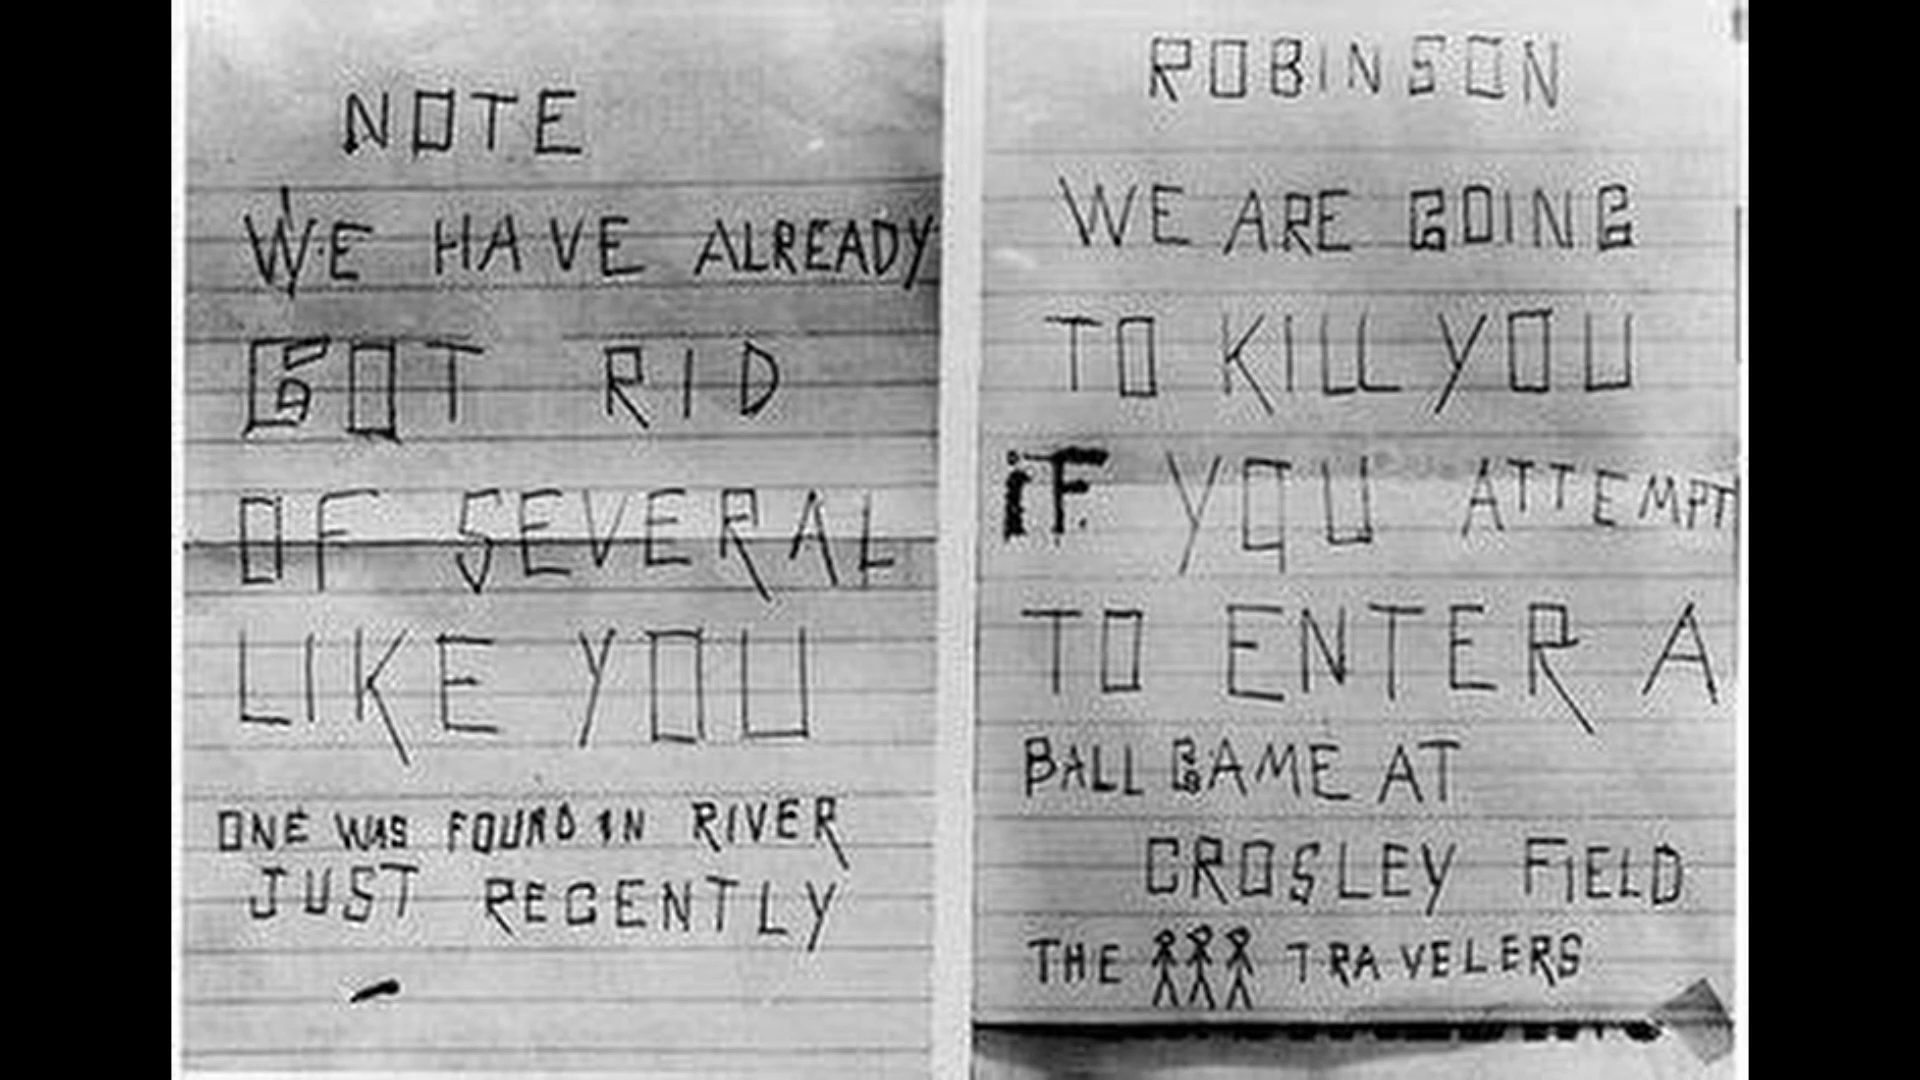 NOTE
WE HAVE ALREADY
GOT RID
OF SEVERAL
LIKE YOU
ONE WAS FOUND IN RIVER
JUST RECENTLY
ROBINSON
WE ARE GOING
TO KILL YOU
iF YOU ATTEMPT
TO ENTER A
BALL GAME AT
CROSLEY FIELD
THE TRAVELERS